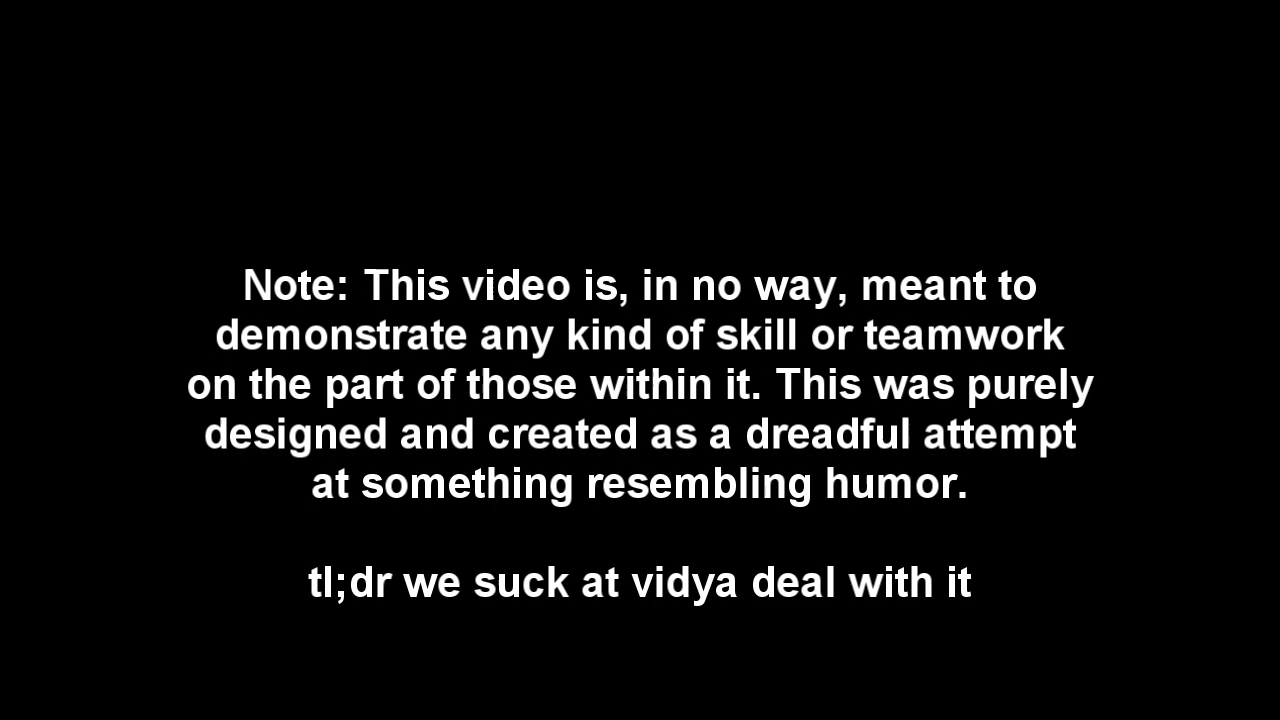 Note: This video is, in no way, meant to
demonstrate any kind of skill or teamwork
on the part of those within it. This was purely
designed and created as a dreadful attempt
at something resembling humor.
tl;dr we suck at vidya deal with it